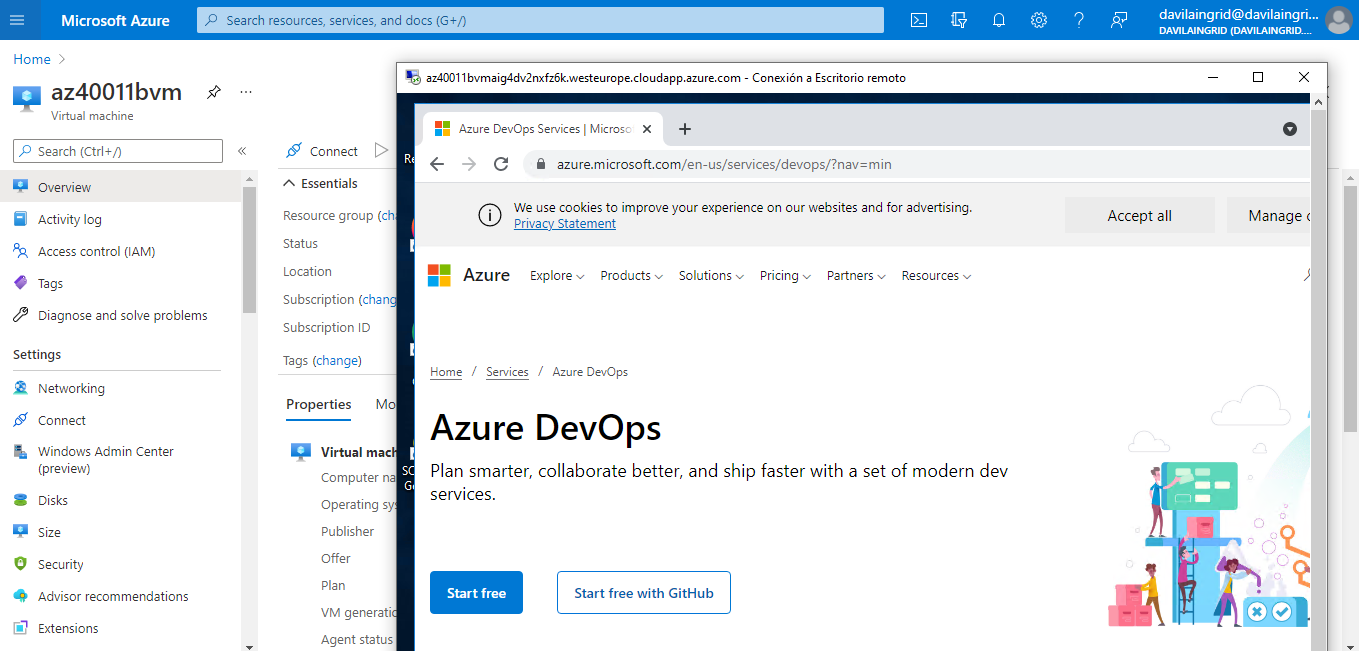 Microsoft Azure
Search resources, services, and docs (G+/)
davilaingrid@davilaingri...
DAVILAINGRID (DAVILAINGRID....
Home
az40011bvm
...
Virtual machine
Search (Ctrl+/)
«
Overview
Activity log
Access control (IAM)
Tags
Diagnose and solve problems
Settings
Networking
Connect
Windows Admin Center
(preview)
Disks
Size
Security
Advisor recommendations
Extensions
Connect
Essentials
Resource group (cha
Status
Location
Subscription (chang
Subscription ID
Tags (change)
Properties
Mo
Virtual mach
Computer na
Operating sys
Publisher
Offer
Plan
VM generatio
Agent status
az40011bvmaig4dv2nxfz6k.westeurope.cloudapp.azure.com - Conexión a Escritorio remoto
Azure DevOps Services | Microso
azure.microsoft.com/en-us/services/devops/?nav=min
We use cookies to improve your experience on our websites and for advertising.
Privacy Statement
Accept all
Manage c
Azure
Explore
Products
Solutions
Pricing
Partners
Resources
Home / Services / Azure DevOps
Azure DevOps
Plan smarter, collaborate better, and ship faster with a set of modern dev
services.
Start free
Start free with GitHub